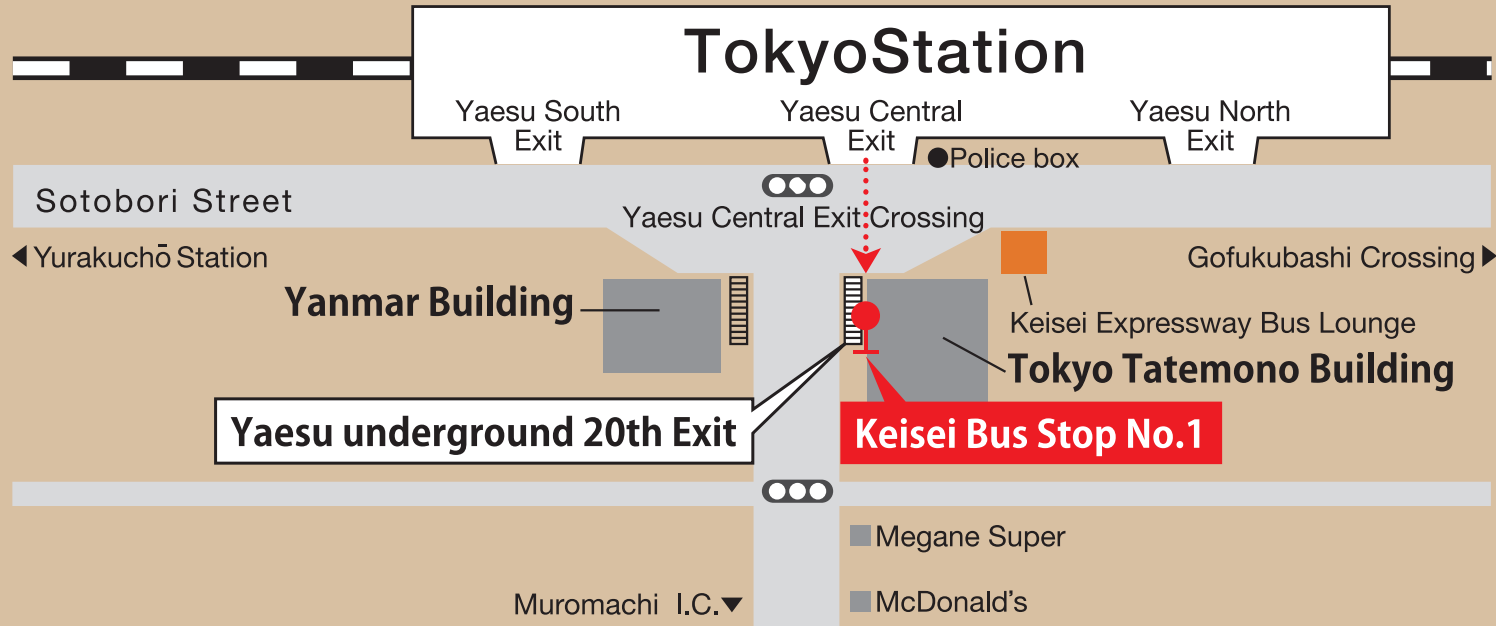 TokyoStation
Yaesu South
Exit
Yaesu Central
Exit
Yaesu North
Exit
Police box
Sotobori Street
Yaesu Central Exit Crossing
Yurakuchō Station
Gofukubashi Crossing
Yanmar Building
Keisei Expressway Bus Lounge
Tokyo Tatemono Building
Yaesu underground 20th Exit
Keisei Bus Stop No.1
Megane Super
Muromachi I.C.
McDonald's